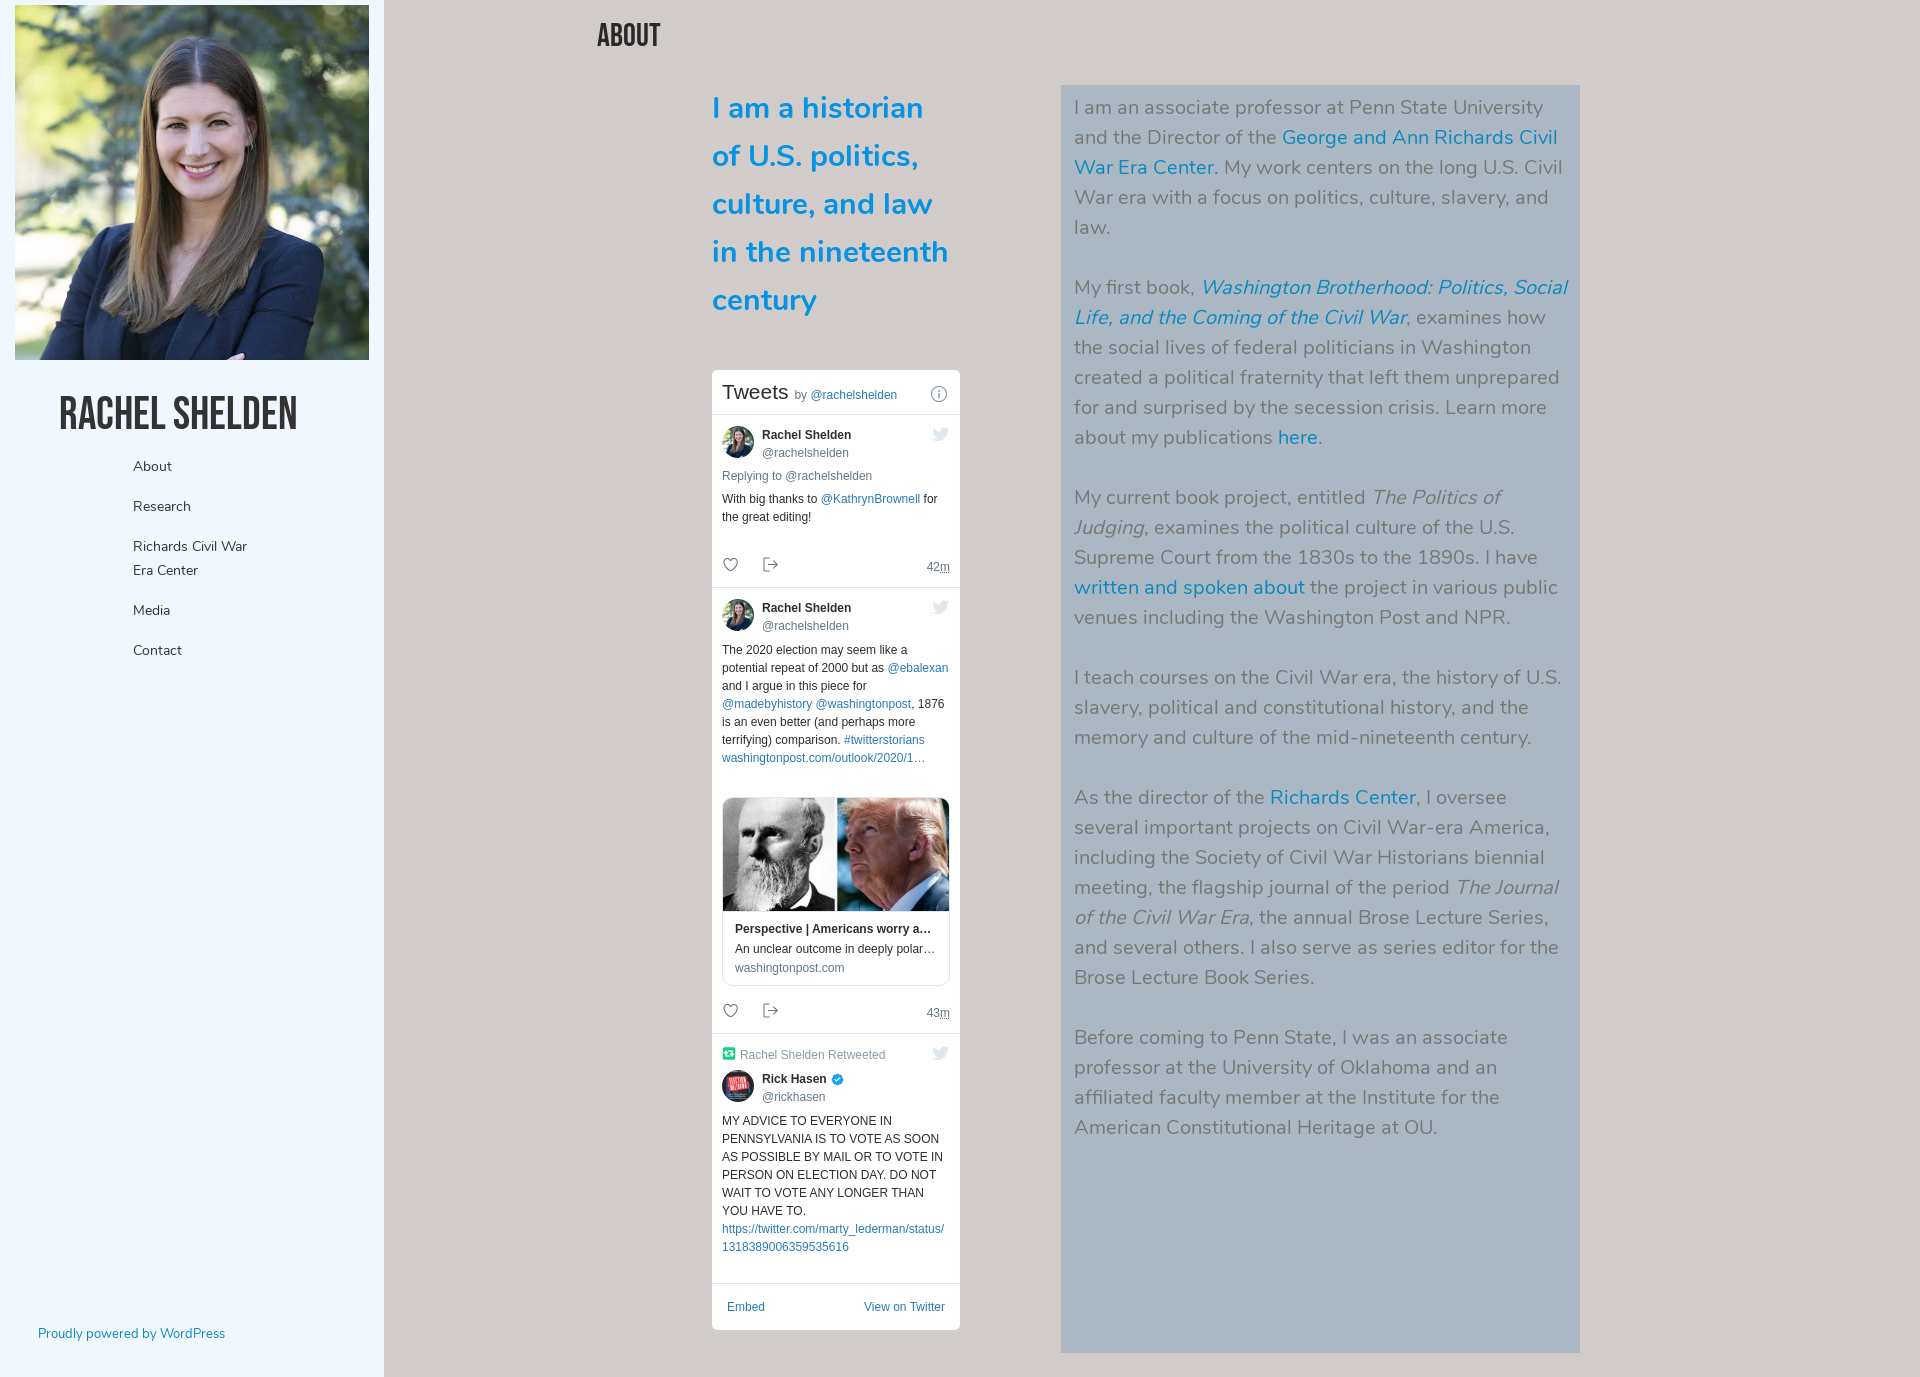 RACHEL SHELDEN
About
Research
Richards Civil War
Era Center
Media
Contact
Proudly powered by WordPress
ABOUT
I am a historian
of U.S. politics,
culture, and law
in the nineteenth
century
Tweets by @rachelshelden
Rachel Shelden
@rachelshelden
Replying to @rachelshelden
With big thanks to @KathrynBrownell for
the great editing!
42m
Rachel Shelden
@rachelshelden
The 2020 election may seem like a
potential repeat of 2000 but as @ebalexan
and I argue in this piece for
@madebyhistory @washingtonpost, 1876
is an even better (and perhaps more
terrifying) comparison. #twitterstorians
washingtonpost.com/outlook/2020/1…
Perspective | Americans worry a…
An unclear outcome in deeply polar…
washingtonpost.com
43m
Rachel Shelden Retweeted
Rick Hasen
@rickhasen
MY ADVICE TO EVERYONE IN
PENNSYLVANIA IS TO VOTE AS SOON
AS POSSIBLE BY MAIL OR TO VOTE IN
PERSON ON ELECTION DAY. DO NOT
WAIT TO VOTE ANY LONGER THAN
YOU HAVE TO.
https://twitter.com/marty_lederman/status/
1318389006359535616
Embed
View on Twitter
I am an associate professor at Penn State University
and the Director of the George and Ann Richards Civil
War Era Center. My work centers on the long U.S. Civil
War era with a focus on politics, culture, slavery, and
law.
My first book, Washington Brotherhood: Politics, Social
Life, and the Coming of the Civil War, examines how
the social lives of federal politicians in Washington
created a political fraternity that left them unprepared
for and surprised by the secession crisis. Learn more
about my publications here.
My current book project, entitled The Politics of
Judging, examines the political culture of the U.S.
Supreme Court from the 1830s to the 1890s. I have
written and spoken about the project in various public
venues including the Washington Post and NPR.
I teach courses on the Civil War era, the history of U.S.
slavery, political and constitutional history, and the
memory and culture of the mid-nineteenth century.
As the director of the Richards Center, I oversee
several important projects on Civil War-era America,
including the Society of Civil War Historians biennial
meeting, the flagship journal of the period The Journal
of the Civil War Era, the annual Brose Lecture Series,
and several others. I also serve as series editor for the
Brose Lecture Book Series.
Before coming to Penn State, I was an associate
professor at the University of Oklahoma and an
affiliated faculty member at the Institute for the
American Constitutional Heritage at OU.